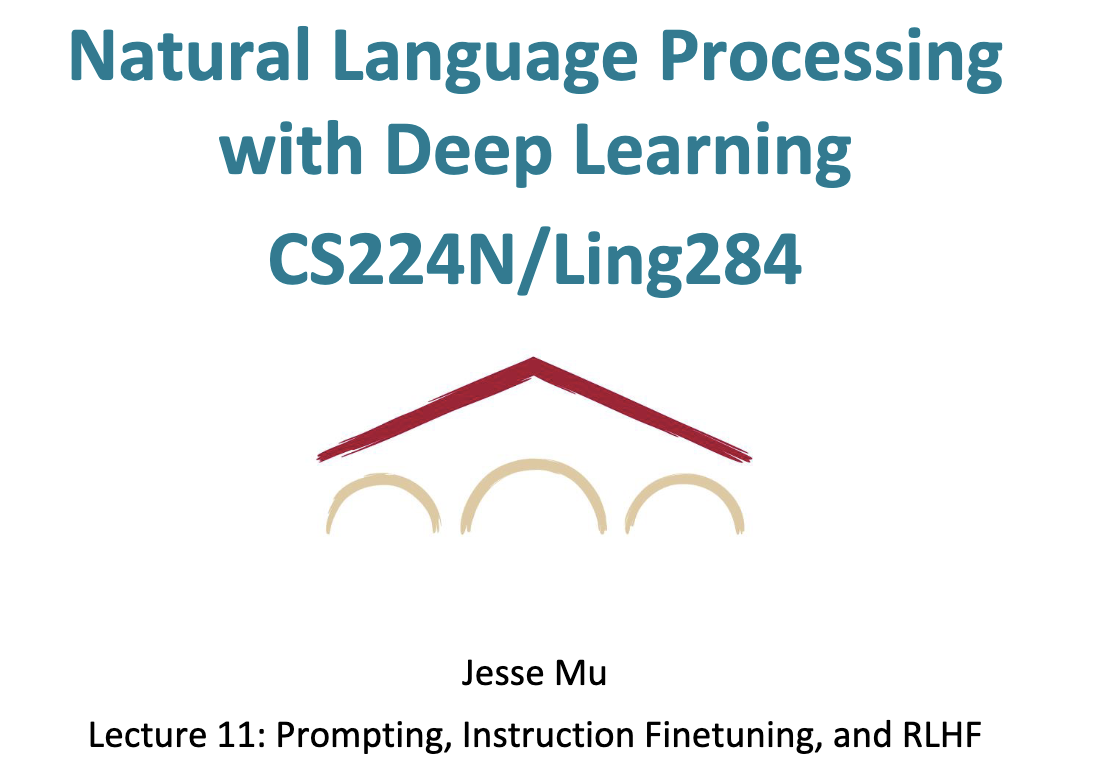 Natural Language Processing
with Deep Learning
CS224N/Ling284
Jesse Mu
Lecture 11: Prompting, Instruction Finetuning, and RLHF